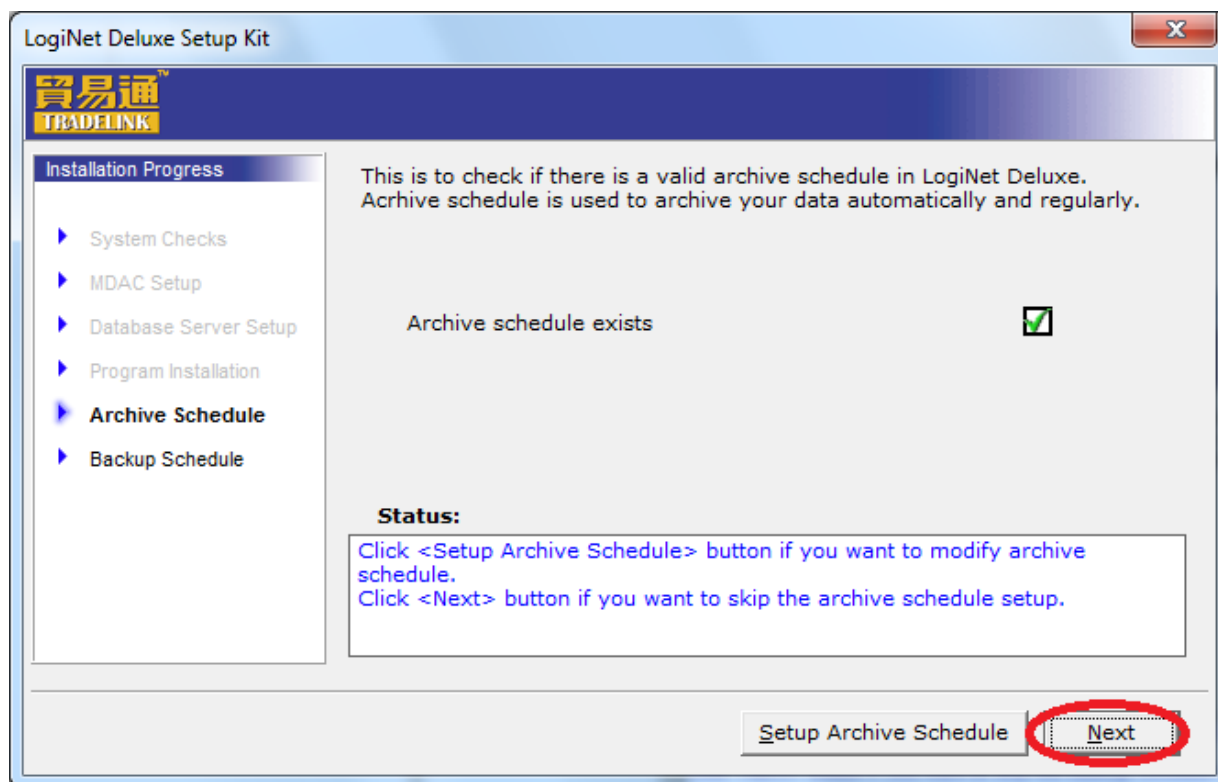 LogiNet Deluxe Setup Kit
貿易通™
TRADELINK
Installation Progress
System Checks
MDAC Setup
Database Server Setup
Program Installation
Archive Schedule
Backup Schedule
This is to check if there is a valid archive schedule in LogiNet Deluxe.
Acrhive schedule is used to archive your data automatically and regularly.
Archive schedule exists
Status:
Click <Setup Archive Schedule> button if you want to modify archive
schedule.
Click <Next> button if you want to skip the archive schedule setup.
Setup Archive Schedule
Next